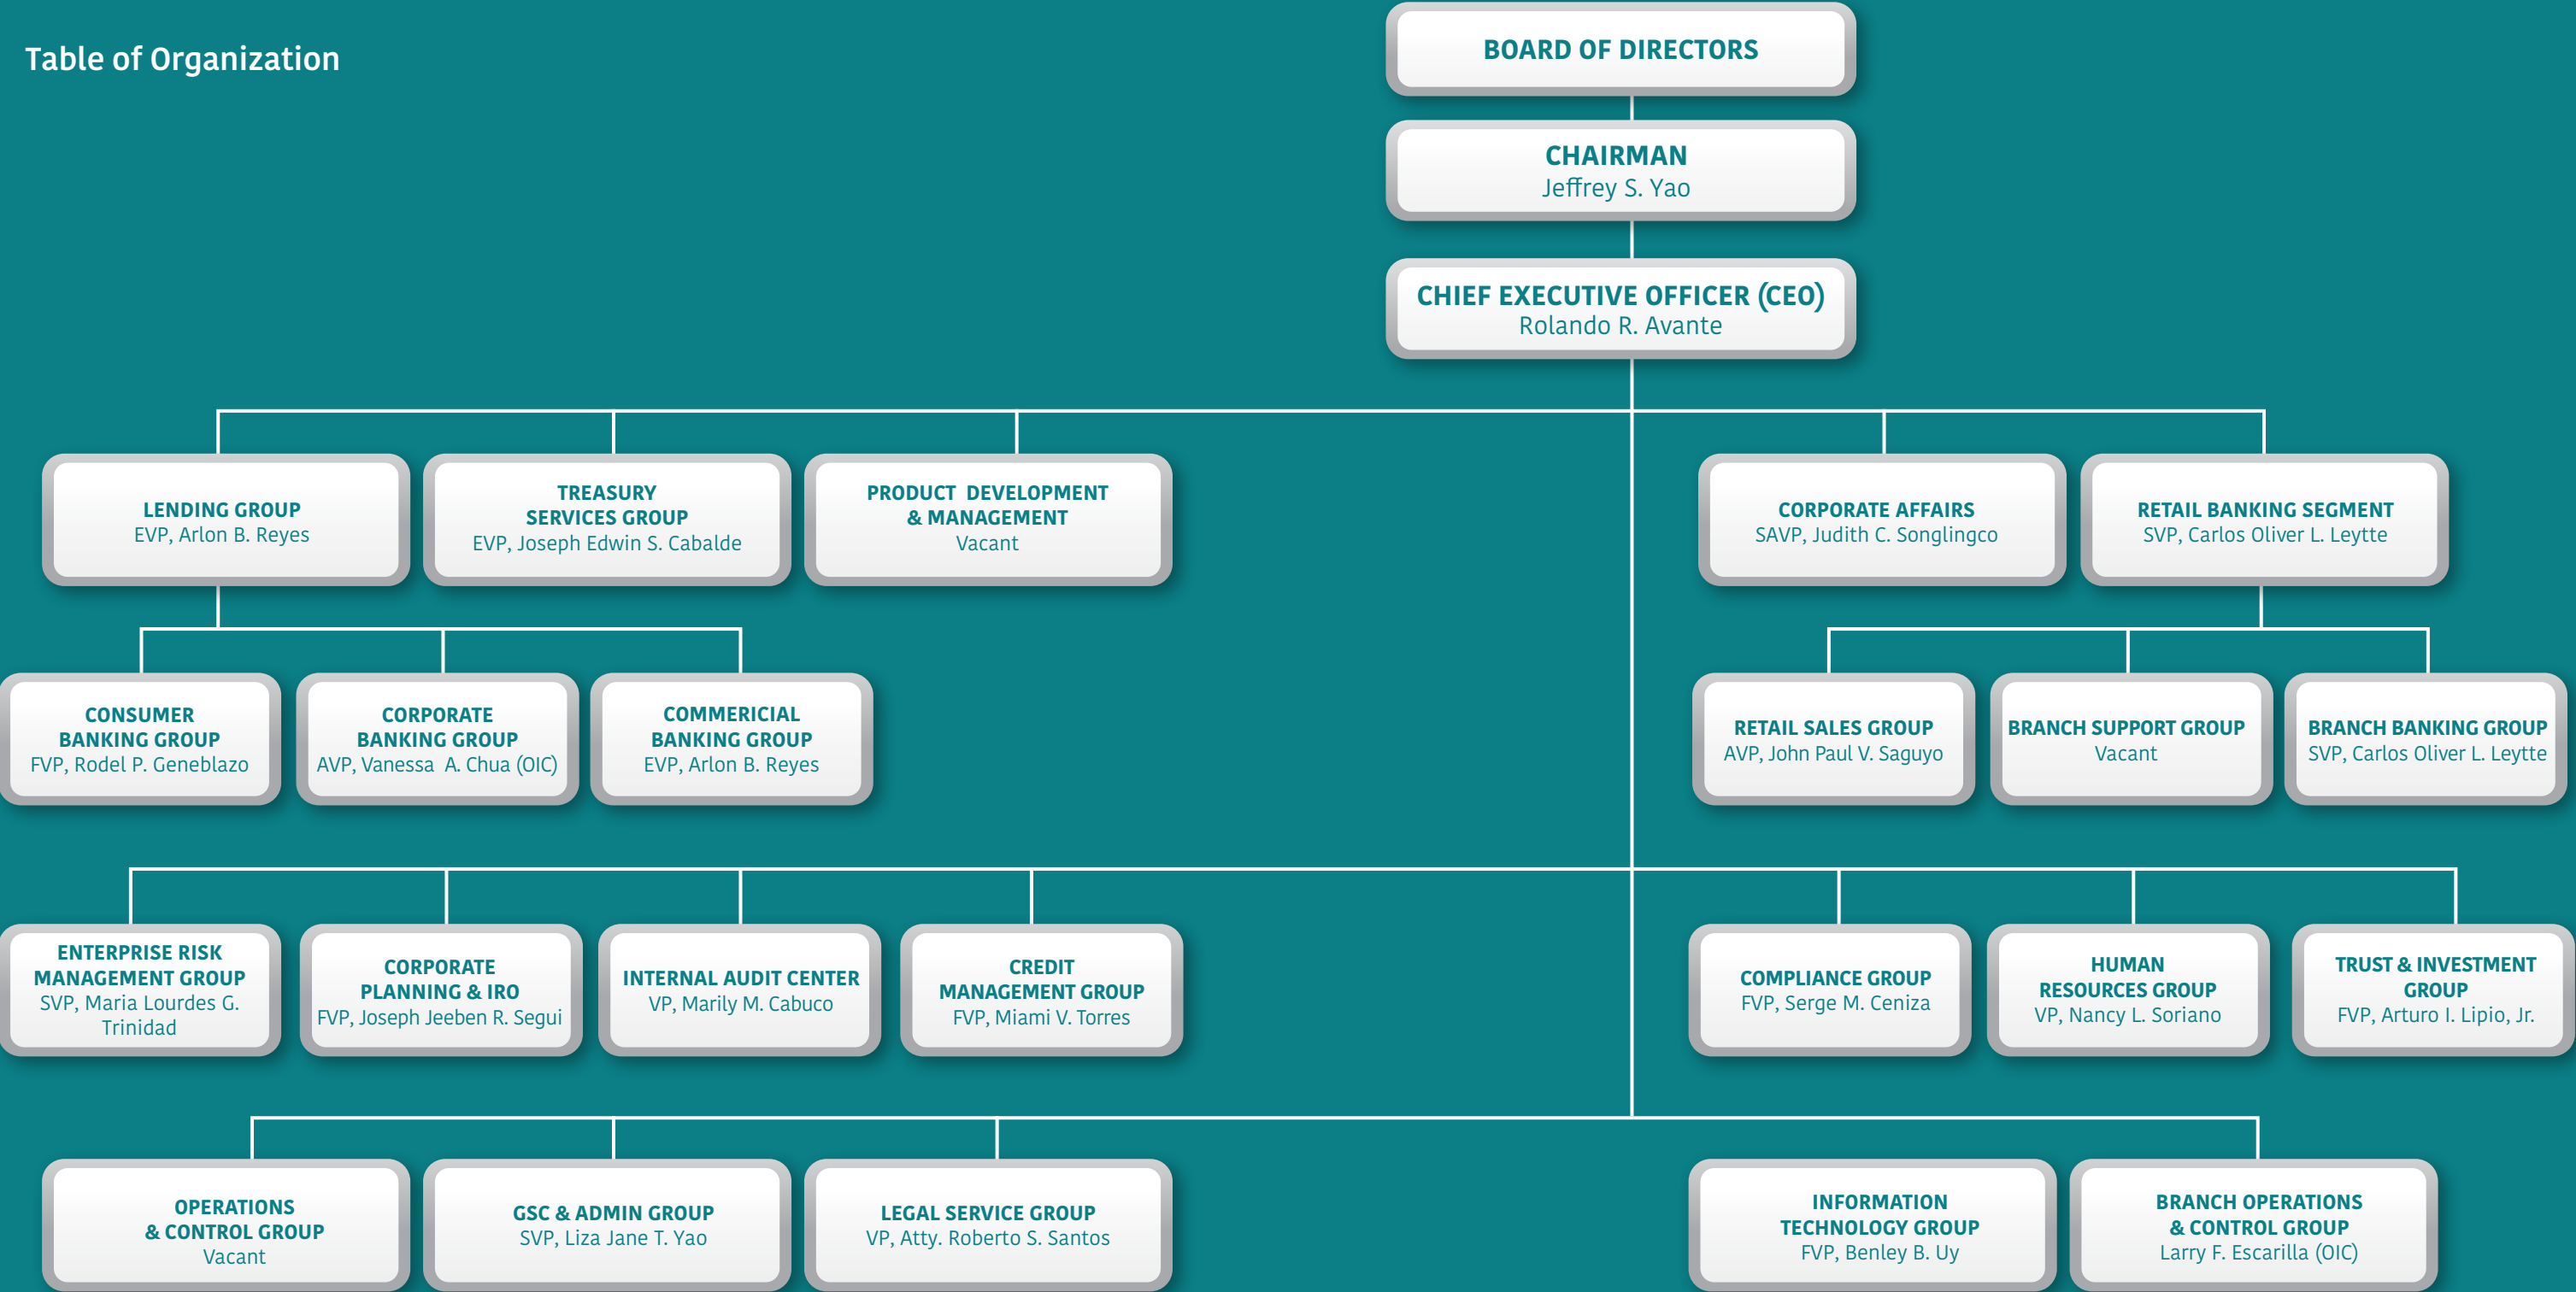 Table of Organization
BOARD OF DIRECTORS
CHAIRMAN
Jeffrey S. Yao
CHIEF EXECUTIVE OFFICER (CEO)
Rolando R. Avante
LENDING GROUP
EVP, Arlon B. Reyes
TREASURY
SERVICES GROUP
EVP, Joseph Edwin S. Cabalde
PRODUCT DEVELOPMENT
& MANAGEMENT
Vacant
CORPORATE AFFAIRS
SAVP, Judith C. Songlingco
RETAIL BANKING SEGMENT
SVP, Carlos Oliver L. Leytte
CONSUMER
BANKING GROUP
FVP, Rodel P. Geneblazo
CORPORATE
BANKING GROUP
AVP, Vanessa A. Chua (OIC)
COMMERICIAL
BANKING GROUP
EVP, Arlon B. Reyes
RETAIL SALES GROUP
AVP, John Paul V. Saguyo
BRANCH SUPPORT GROUP
Vacant
BRANCH BANKING GROUP
SVP, Carlos Oliver L. Leytte
ENTERPRISE RISK
MANAGEMENT GROUP
SVP, Maria Lourdes G.
Trinidad
CORPORATE
PLANNING & IRO
FVP, Joseph Jeeben R. Segui
INTERNAL AUDIT CENTER
VP, Marily M. Cabuco
CREDIT
MANAGEMENT GROUP
FVP, Miami V. Torres
COMPLIANCE GROUP
FVP, Serge M. Ceniza
HUMAN
RESOURCES GROUP
VP, Nancy L. Soriano
TRUST & INVESTMENT
GROUP
FVP, Arturo I. Lipio, Jr.
OPERATIONS
& CONTROL GROUP
Vacant
GSC & ADMIN GROUP
SVP, Liza Jane T. Yao
LEGAL SERVICE GROUP
VP, Atty. Roberto S. Santos
INFORMATION
TECHNOLOGY GROUP
FVP, Benley B. Uy
BRANCH OPERATIONS
& CONTROL GROUP
Larry F. Escarilla (OIC)